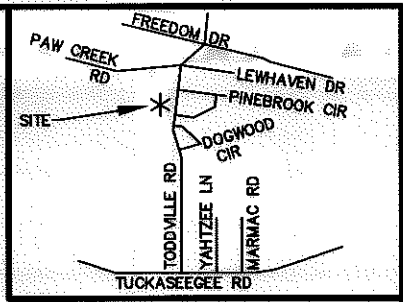 FREEDOM DR
PAW CREEK
RD
LEWHAVEN DR
PINEBROOK CIR
SITE
DOGWOOD
CIR
TODDVILLE RD
YAHTZEE LN
MARMAC RD
TUCKASEEGEE RD